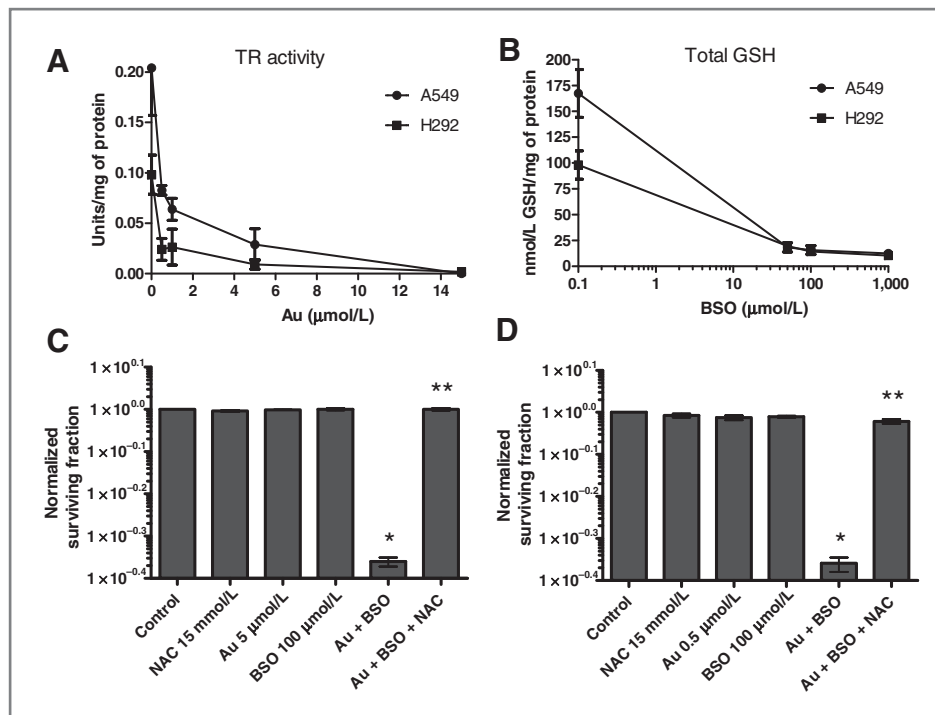 A
TR activity
Units/mg of protein
0.20
0.15
0.10
0.05
0.00
A549
H292
0 2 4 6 8 10 12 14
Au (μmol/L)
B
Total GSH
nmol/L GSH/mg of protein
200
175
150
125
100
75
50
25
0
A549
H292
0.1 1 10 100 1,000
BSO (μmol/L)
C
Normalized
surviving fraction
1 × 10^0.1
1 × 10^0.0
1 × 10^−0.1
1 × 10^−0.2
1 × 10^−0.3
1 × 10^−0.4
*
**
Control
NAC 15 mmol/L
Au 5 μmol/L
BSO 100 μmol/L
Au + BSO
Au + BSO + NAC
D
Normalized
surviving fraction
1 × 10^0.1
1 × 10^0.0
1 × 10^−0.1
1 × 10^−0.2
1 × 10^−0.3
1 × 10^−0.4
*
**
Control
NAC 15 mmol/L
Au 0.5 μmol/L
BSO 100 μmol/L
Au + BSO
Au + BSO + NAC